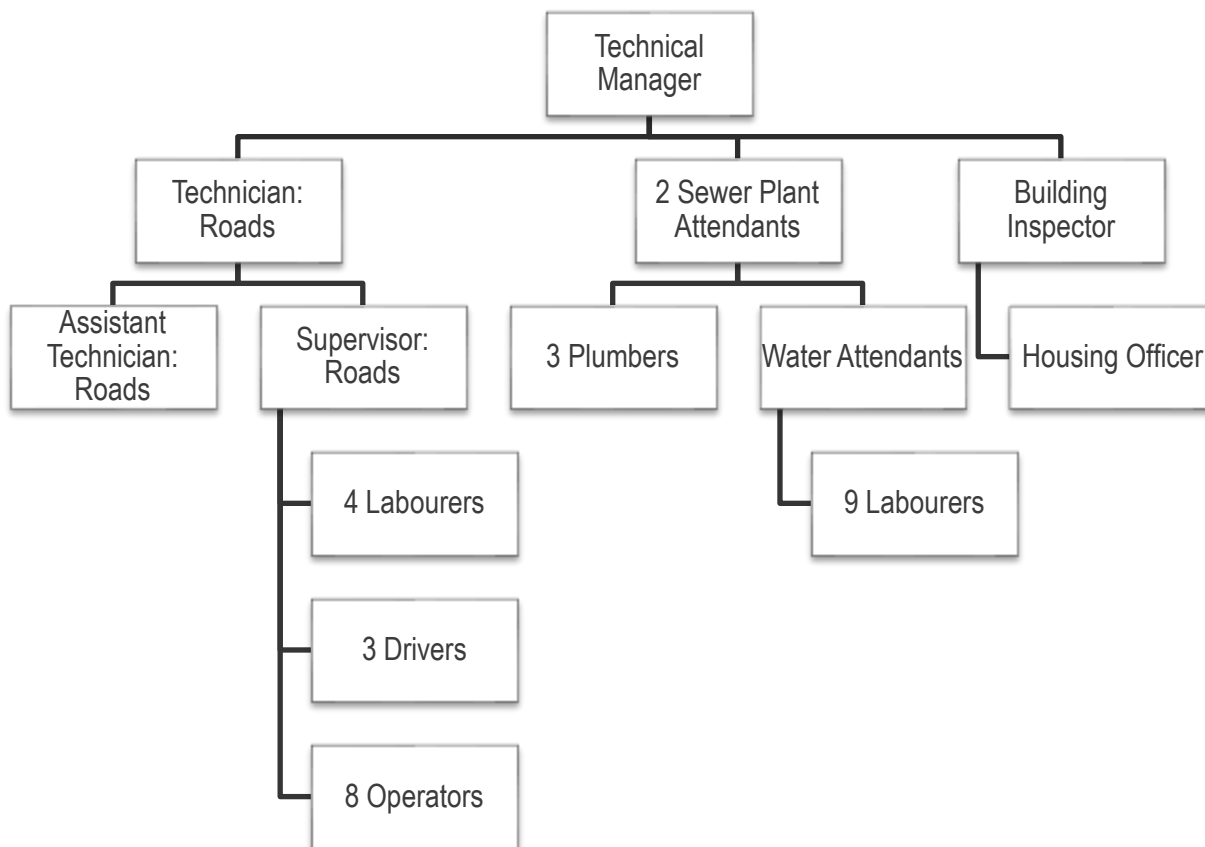 Technical
Manager
Technician:
Roads
2 Sewer Plant
Attendants
Building
Inspector
Assistant
Technician:
Roads
Supervisor:
Roads
3 Plumbers
Water Attendants
Housing Officer
4 Labourers
9 Labourers
3 Drivers
8 Operators